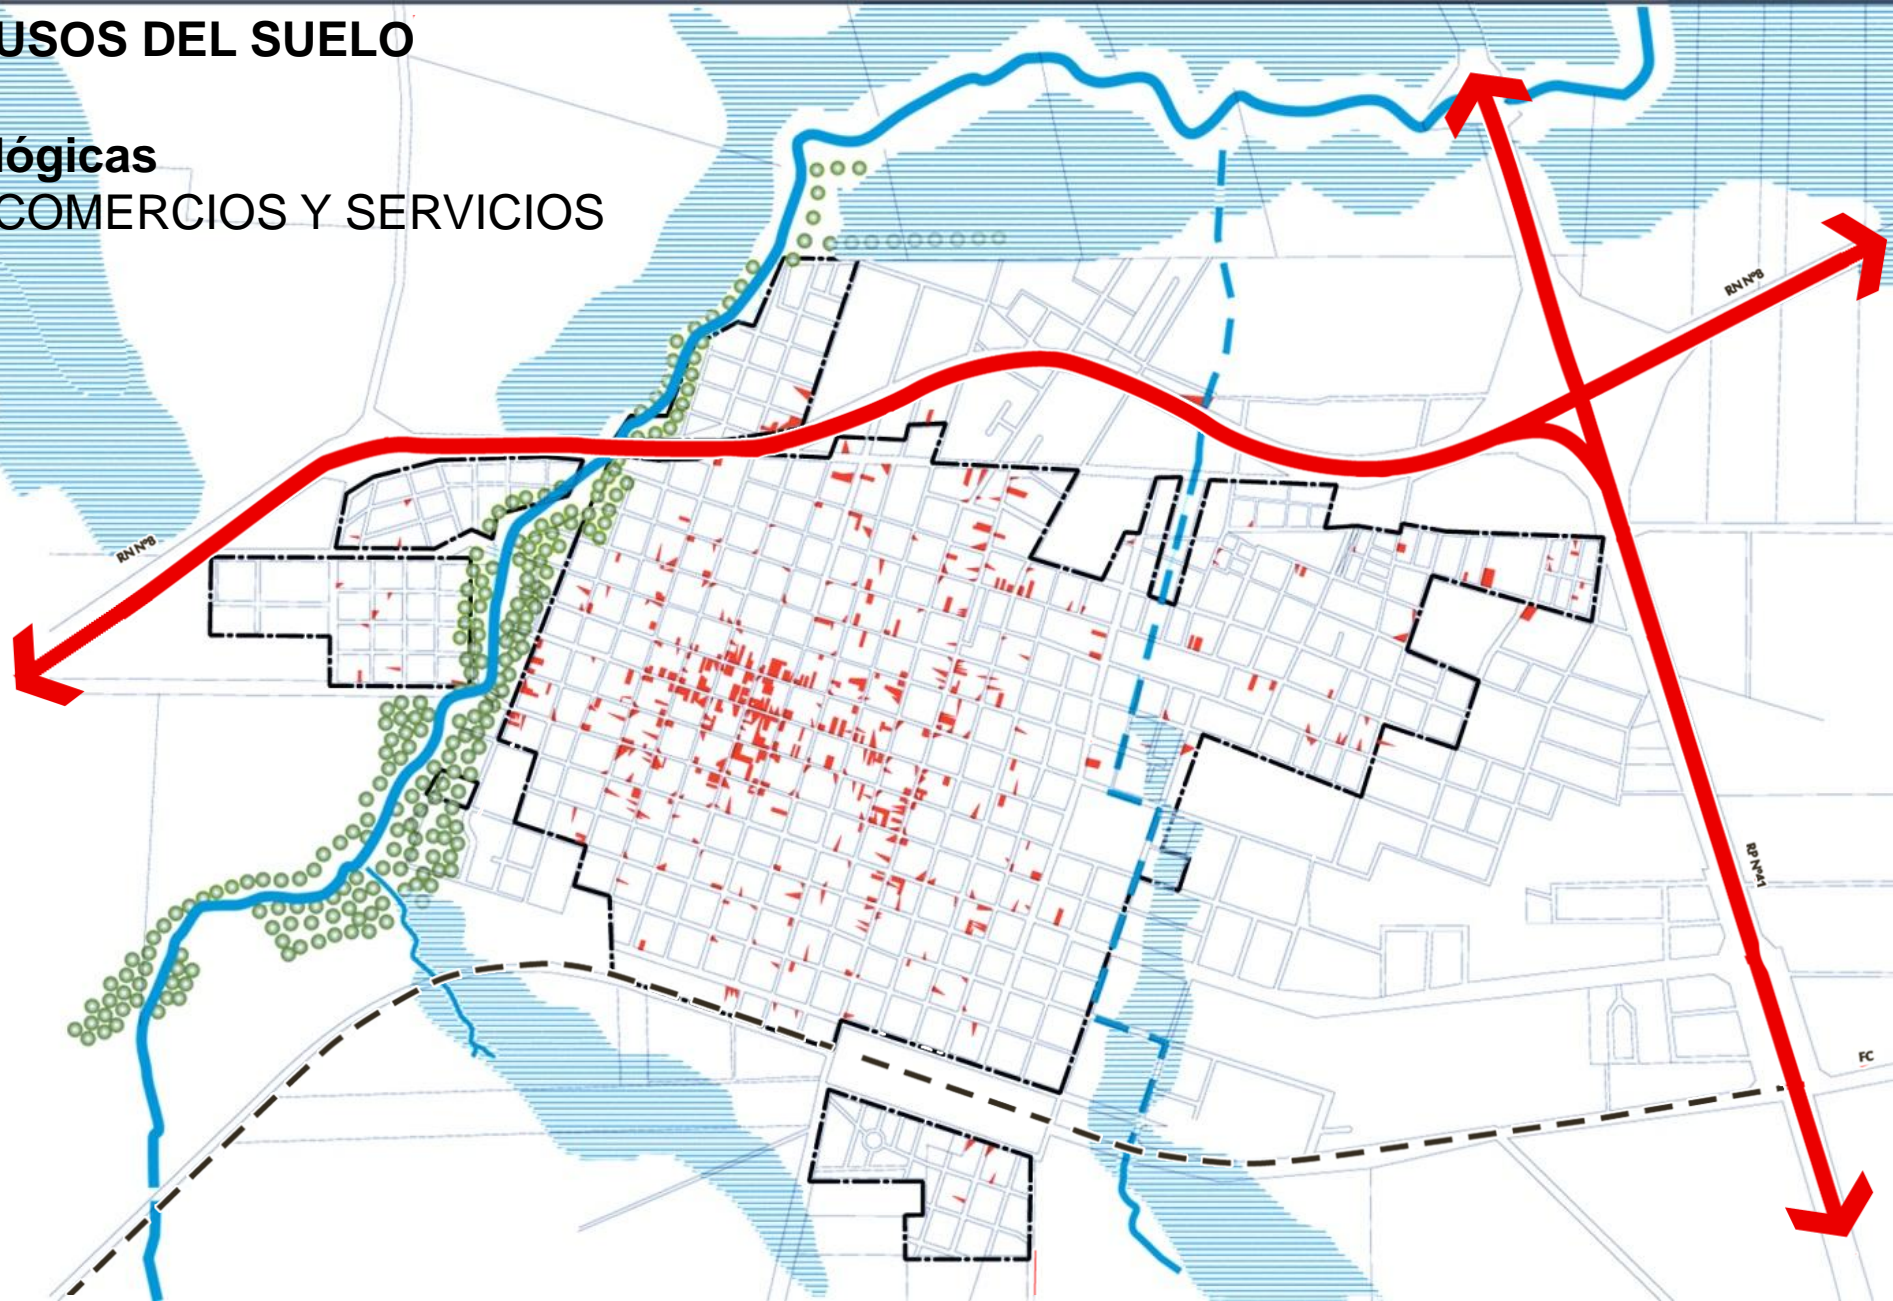 USOS DEL SUELO
lógicas
COMERCIOS Y SERVICIOS
RN Nº8
RN Nº8
RP Nº41
FC